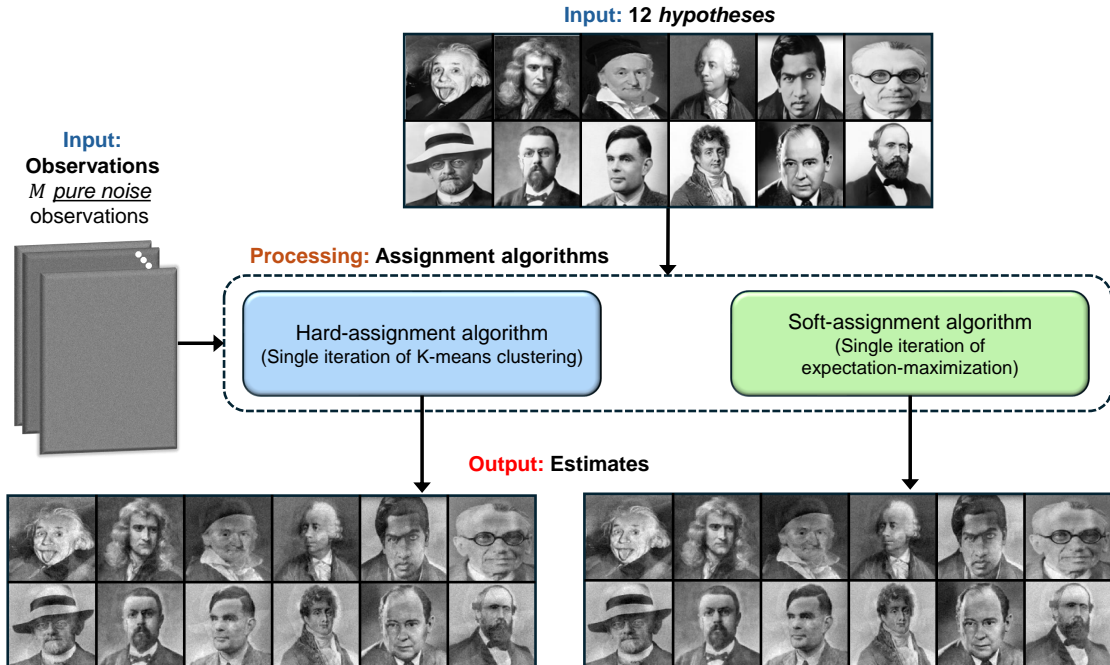 Input: 12 hypotheses
Input:
Observations
M pure noise
observations
Processing: Assignment algorithms
Hard-assignment algorithm
(Single iteration of K-means clustering)
Soft-assignment algorithm
(Single iteration of
expectation-maximization)
Output: Estimates